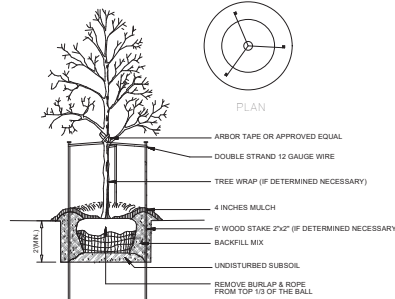 PLAN
ARBOR TAPE OR APPROVED EQUAL
DOUBLE STRAND 12 GAUGE WIRE
TREE WRAP (IF DETERMINED NECESSARY)
4 INCHES MULCH
6' WOOD STAKE 2"x2" (IF DETERMINED NECESSARY
BACKFILL MIX
2'(MIN.)
UNDISTURBED SUBSOIL
REMOVE BURLAP & ROPE
FROM TOP 1/3 OF THE BALL